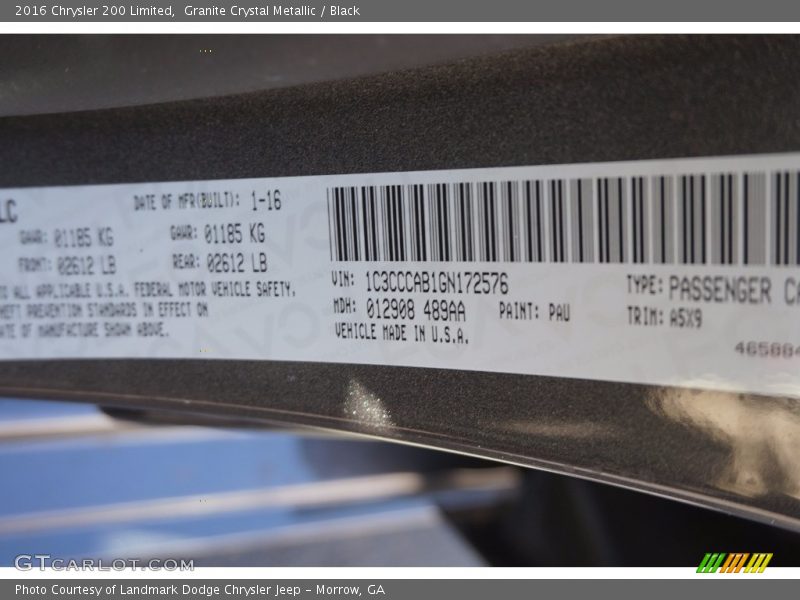 2016 Chrysler 200 Limited, Granite Crystal Metallic / Black
LC
DATE OF MFR(BUILT): 1-16
GAWR: 01185 KG GAWR: 01185 KG
FRONT: 02612 LB REAR: 02612 LB
TO ALL APPLICABLE U.S.A. FEDERAL MOTOR VEHICLE SAFETY,
THEFT PREVENTION STANDARDS IN EFFECT ON
DATE OF MANUFACTURE SHOWN ABOVE.
VIN: 1C3CCCAB1GN172576 TYPE: PASSENGER CA
MDH: 012908 489AA PAINT: PAU TRIM: A5X9
VEHICLE MADE IN U.S.A.
465884
GTCARLOT.COM
Photo Courtesy of Landmark Dodge Chrysler Jeep - Morrow, GA